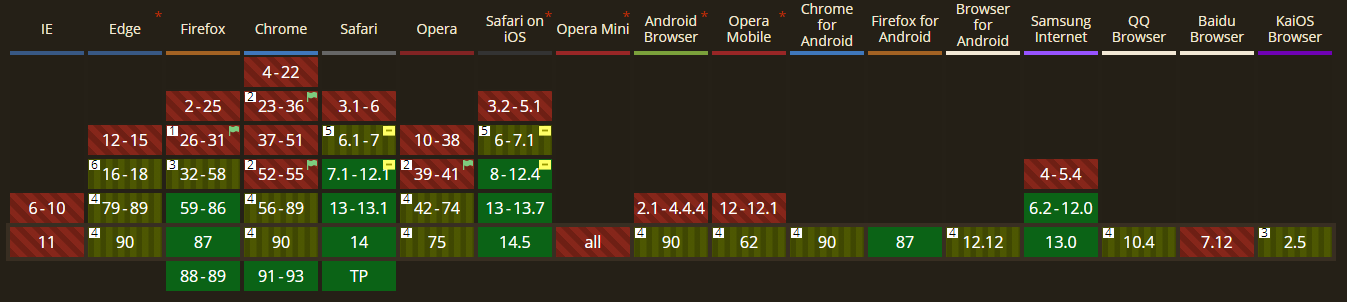 IE Edge * Firefox Chrome Safari Opera Safari on iOS * Opera Mini * Android Browser * Opera Mobile * Chrome for Android Firefox for Android Browser for Android Samsung Internet QQ Browser Baidu Browser KaiOS Browser
4-22
2-25 2 23-36 3.1-6 3.2-5.1
12-15 1 26-31 37-51 5 6.1-7 10-38 5 6-7.1
6 16-18 3 32-58 2 52-55 7.1-12.1 2 39-41 8-12.4 4-5.4
6-10 4 79-89 59-86 4 56-89 13-13.1 4 42-74 13-13.7 2.1-4.4.4 12-12.1 6.2-12.0
11 4 90 87 4 90 14 4 75 14.5 all 4 90 4 62 4 90 87 4 12.12 13.0 4 10.4 7.12 3 2.5
88-89 91-93 TP